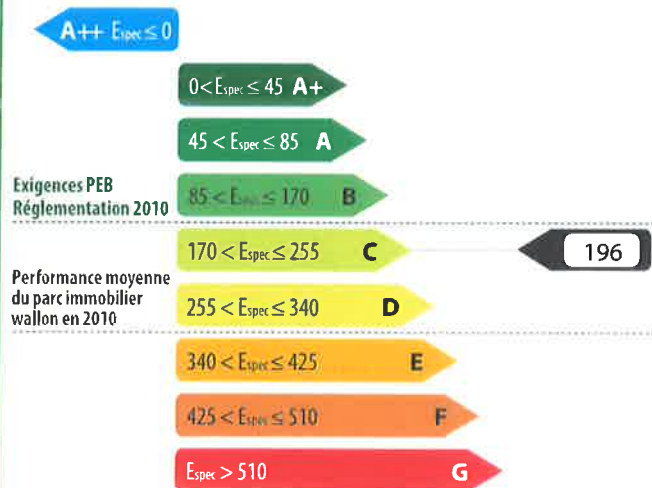 A++ Espec ≤ 0
0 < Espec ≤ 45 A+
45 < Espec ≤ 85 A
Exigences PEB
Réglementation 2010
85 < Espec ≤ 170 B
170 < Espec ≤ 255 C
196
Performance moyenne
du parc immobilier
wallon en 2010
255 < Espec ≤ 340 D
340 < Espec ≤ 425 E
425 < Espec ≤ 510 F
Espec > 510 G